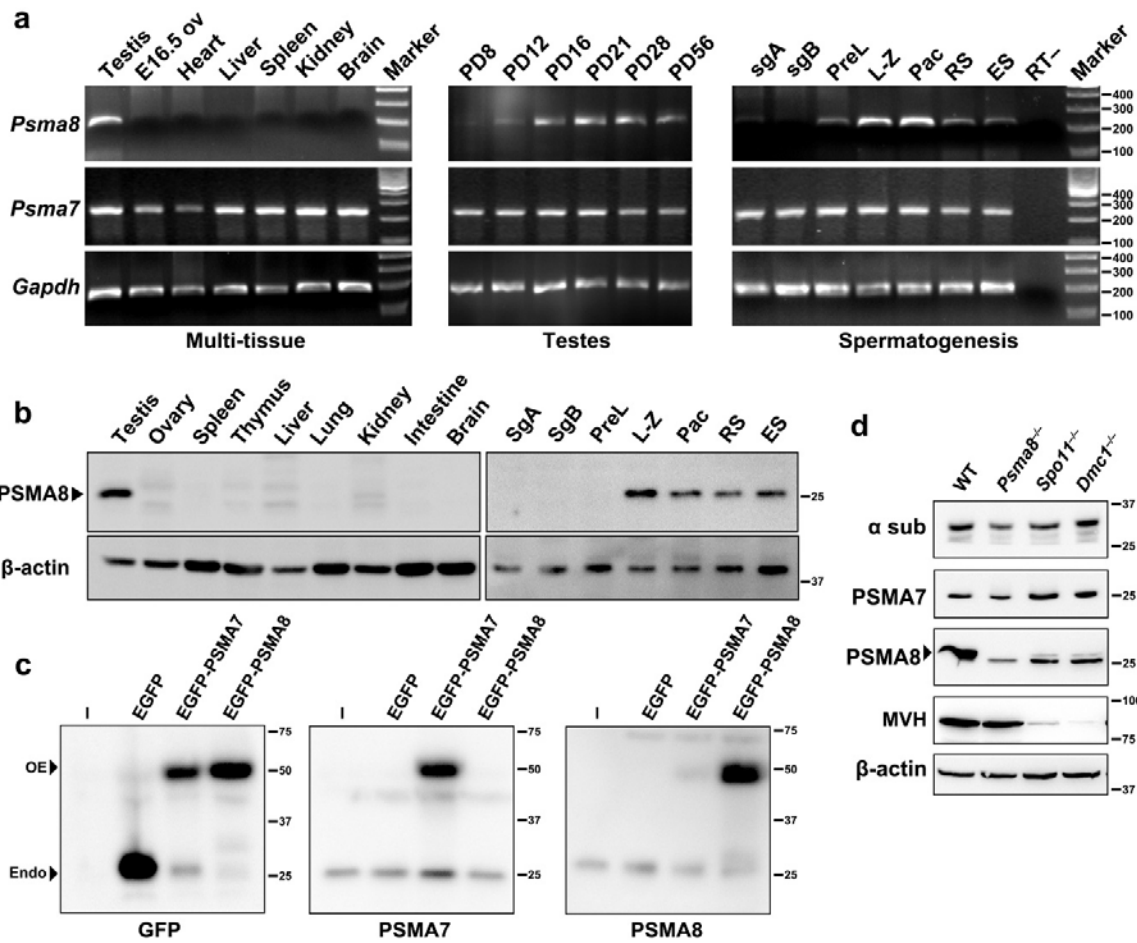 a
Testis E16.5 ov Heart Liver Spleen Kidney Brain Marker
PD8 PD12 PD16 PD21 PD28 PD56
sgA sgB PreL L-Z Pac RS ES RT– Marker
Psma8
400
300
200
100
Psma7
400
300
200
100
Gapdh
400
300
200
100
Multi-tissue Testes Spermatogenesis
b
Testis Ovary Spleen Thymus Liver Lung Kidney Intestine Brain
SgA SgB PreL L-Z Pac RS ES
PSMA8
25
β-actin
37
c
– EGFP EGFP-PSMA7 EGFP-PSMA8
– EGFP EGFP-PSMA7 EGFP-PSMA8
– EGFP EGFP-PSMA7 EGFP-PSMA8
OE
Endo
75
50
37
25
75
50
37
25
75
50
37
25
GFP PSMA7 PSMA8
d
WT Psma8-/- Spo11-/- Dmc1-/-
α sub
37
25
PSMA7
25
PSMA8
25
MVH
100
75
β-actin
37